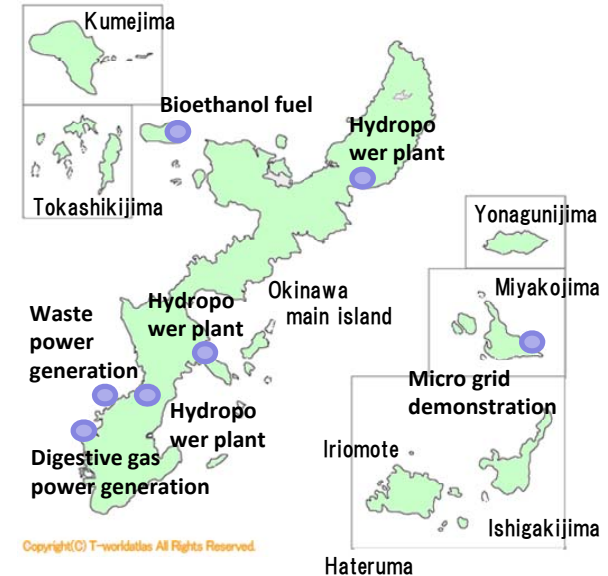 Kumejima
Bioethanol fuel
Hydropo
wer plant
Tokashikijima
Yonagunijima
Okinawa
main island
Miyakojima
Hydropo
wer plant
Waste
power
generation
Micro grid
demonstration
Hydropo
wer plant
Iriomote
Digestive gas
power generation
Ishigakijima
Copyright(C) T-worldatlas All Rights Reserved.
Hateruma